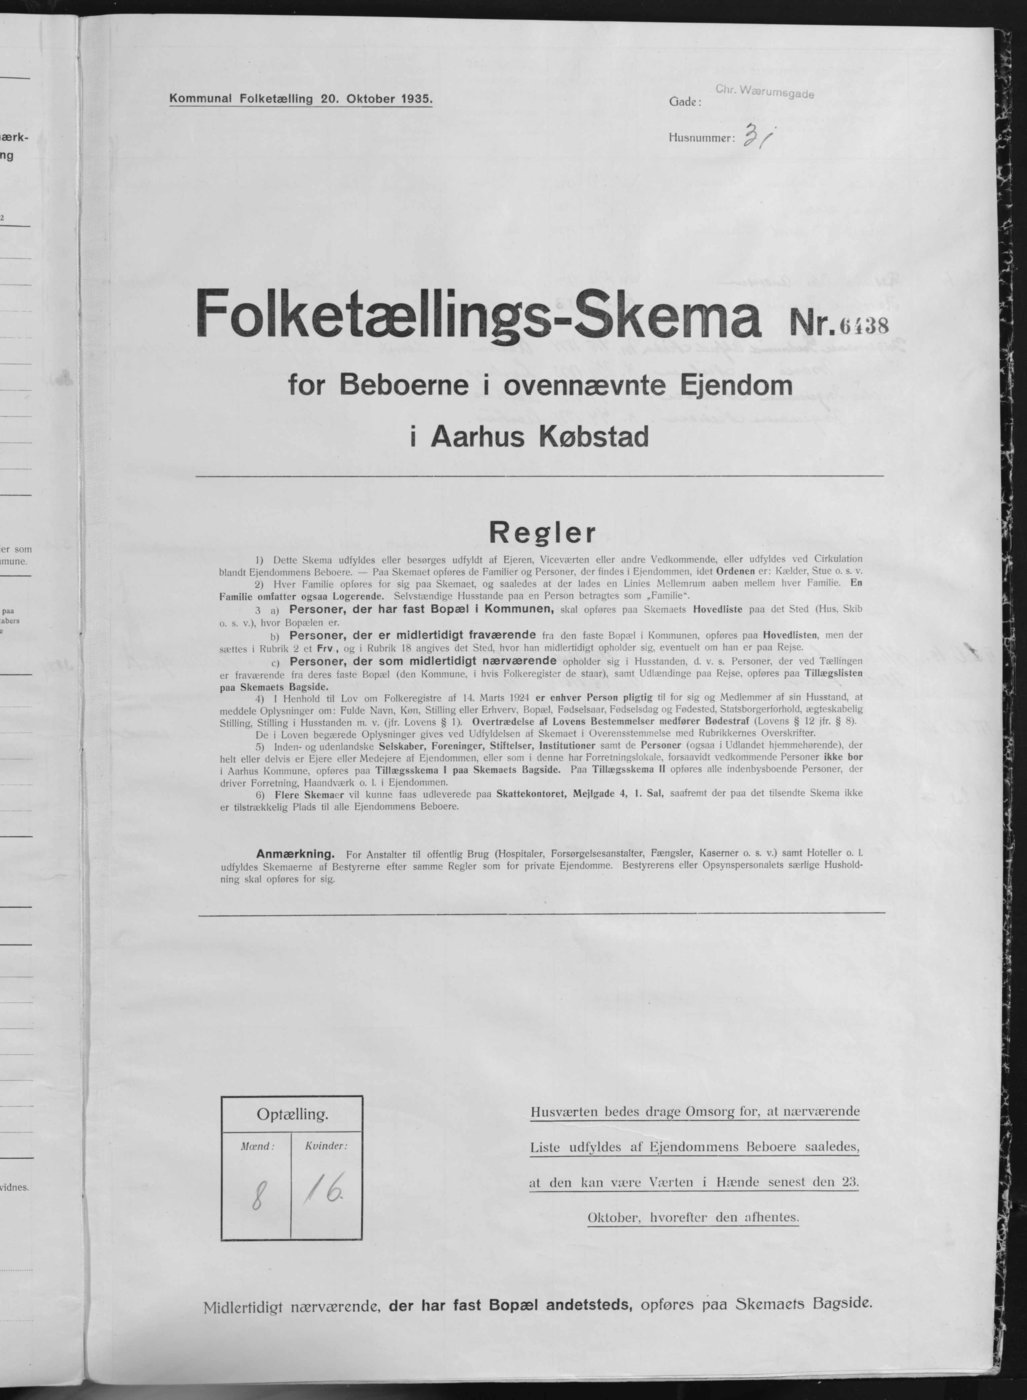 Kommunal Folketælling 20. Oktober 1935.
Gade: Chr. Wærumsgade
Husnummer: 3
Folketællings-Skema Nr. 6438
for Beboerne i ovennævnte Ejendom
i Aarhus Købstad
Regler
1) Dette Skema udfyldes eller besørges udfyldt af Ejeren, Viceværten eller andre Vedkommende, eller udfyldes ved Cirkulation
blandt Ejendommens Beboere. — Paa Skemaet opføres de Familier og Personer, der findes i Ejendommen, idet Ordenen er: Kælder, Stue o. s. v.
2) Hver Familie opføres for sig paa Skemaet, og saaledes at der lades en Linies Mellemrum aaben mellem hver Familie. En
Familie omfatter ogsaa Logerende. Selvstændige Husstande paa en Person betragtes som „Familie".
3 a) Personer, der har fast Bopæl i Kommunen, skal opføres paa Skemaets Hovedliste paa det Sted (Hus, Skib
o. s. v.), hvor Bopælen er.
b) Personer, der er midlertidigt fraværende fra den faste Bopæl i Kommunen, opføres paa Hovedlisten, men der
sættes i Rubrik 2 et Frv., og i Rubrik 18 angives det Sted, hvor han midlertidigt opholder sig, eventuelt om han er paa Rejse.
c) Personer, der som midlertidigt nærværende opholder sig i Husstanden, d. v. s. Personer, der ved Tællingen
er fraværende fra deres faste Bopæl (den Kommune, i hvis Folkeregister de staar), samt Udlændinge paa Rejse, opføres paa Tillægslisten
paa Skemaets Bagside.
4) I Henhold til Lov om Folkeregistre af 14. Marts 1924 er enhver Person pligtig til for sig og Medlemmer af sin Husstand, at
meddele Oplysninger om: Fulde Navn, Køn, Stilling eller Erhverv, Bopæl, Fødselsaar, Fødselsdag og Fødested, Statsborgerforhold, ægteskabelig
Stilling, Stilling i Husstanden m. v. (jfr. Lovens § 1). Overtrædelse af Lovens Bestemmelser medfører Bødestraf (Lovens § 12 jfr. § 8).
De i Loven begærede Oplysninger gives ved Udfyldelsen af Skemaet i Overensstemmelse med Rubrikkernes Overskrifter.
5) Inden- og udenlandske Selskaber, Foreninger, Stiftelser, Institutioner samt de Personer (ogsaa i Udlandet hjemmehørende), der
helt eller delvis er Ejere eller Medejere af Ejendommen, eller som i denne har Forretningslokale, forsaavidt vedkommende Personer ikke bor
i Aarhus Kommune, opføres paa Tillægsskema I paa Skemaets Bagside. Paa Tillægsskema II opføres alle indenbysboende Personer, der
driver Forretning, Haandværk o. l. i Ejendommen.
6) Flere Skemaer vil kunne faas udleverede paa Skattekontoret, Mejlgade 4, 1. Sal, saafremt der paa det tilsendte Skema ikke
er tilstrækkelig Plads til alle Ejendommens Beboere.
Anmærkning. For Anstalter til offentlig Brug (Hospitaler, Forsørgelsesanstalter, Fængsler, Kaserner o. s. v.) samt Hoteller o. l.
udfyldes Skemaerne af Bestyrerne efter samme Regler som for private Ejendomme. Bestyrerens eller Opsynspersonalets særlige Hushold-
ning skal opføres for sig.
Optælling.
Mænd: Kvinder:
8 16.
Husværten bedes drage Omsorg for, at nærværende
Liste udfyldes af Ejendommens Beboere saaledes,
at den kan være Værten i Hænde senest den 23.
Oktober, hvorefter den afhentes.
Midlertidigt nærværende, der har fast Bopæl andetsteds, opføres paa Skemaets Bagside.